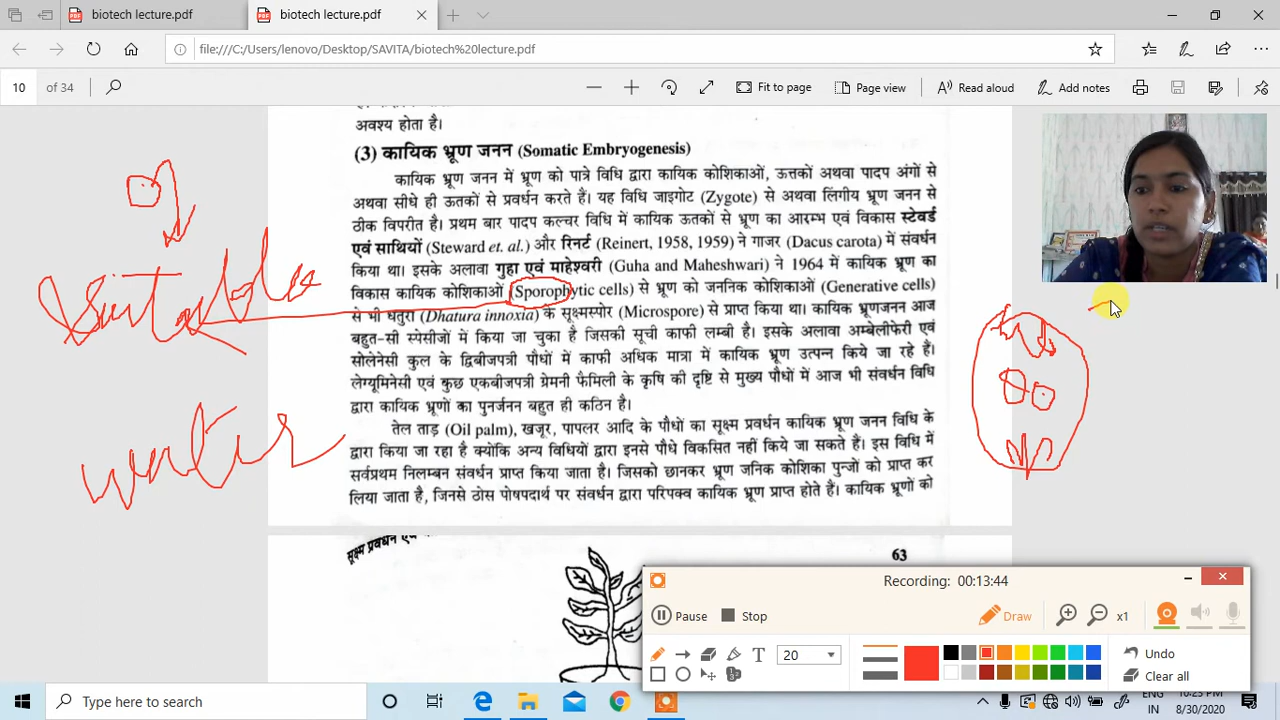 biotech lecture.pdf
biotech lecture.pdf
file:///C:/Users/lenovo/Desktop/SAVITA/biotech%20lecture.pdf
10 of 34
Fit to page
Page view
Read aloud
Add notes
अवश्य होता है।
(3) कायिक भ्रूण जनन (Somatic Embryogenesis)
कायिक भ्रूण जनन में भ्रूण को पात्रे विधि द्वारा कायिक कोशिकाओं, ऊत्तकों अथवा पादप अंगों से
अथवा सीधे ही ऊतकों से प्रवर्धन करते हैं। यह विधि जाइगोट (Zygote) से अथवा लिंगीय भ्रूण जनन से
ठीक विपरीत है। प्रथम बार पादप कल्चर विधि में कायिक ऊतकों से भ्रूण का आरम्भ एवं विकास स्टेवर्ड
एवं साथियों (Steward et. al.) और रिनर्ट (Reinert, 1958, 1959) ने गाजर (Dacus carota) में संवर्धन
किया था। इसके अलावा गुहा एवं माहेश्वरी (Guha and Maheshwari) ने 1964 में कायिक भ्रूण का
विकास कायिक कोशिकाओं (Sporophytic cells) से भ्रूण को जननिक कोशिकाओं (Generative cells)
से भी धतुरा (Dhatura innoxia) के सूक्ष्मस्पोर (Microspore) से प्राप्त किया था। कायिक भ्रूणजनन आज
बहुत-सी स्पेसीजों में किया जा चुका है जिसकी सूची काफी लम्बी है। इसके अलावा अम्बेलीफेरी एवं
सोलेनेसी कुल के द्विबीजपत्री पौधों में काफी अधिक मात्रा में कायिक भ्रूण उत्पन्न किये जा रहे हैं।
लेग्यूमिनेसी एवं कुछ एकबीजपत्री ग्रेमनी फैमिली के कृषि की दृष्टि से मुख्य पौधों में आज भी संवर्धन विधि
द्वारा कायिक भ्रूणों का पुनर्जनन बहुत ही कठिन है।
तेल ताड़ (Oil palm), खजूर, पापलर आदि के पौधों का सूक्ष्म प्रवर्धन कायिक भ्रूण जनन विधि के
द्वारा किया जा रहा है क्योंकि अन्य विधियों द्वारा इनसे पौधे विकसित नहीं किये जा सकते हैं। इस विधि में
सर्वप्रथम निलम्बन संवर्धन प्राप्त किया जाता है। जिसको छानकर भ्रूण जनिक कोशिका पुन्जों को प्राप्त कर
लिया जाता है, जिनसे ठोस पोषपदार्थ पर संवर्धन द्वारा परिपक्व कायिक भ्रूण प्राप्त होते हैं। कायिक भ्रूणों को
of
Suitable
water
63
Recording: 00:13:44
Pause
Stop
Draw
x1
20
Undo
Clear all
Type here to search
ENG
IN
10:23 PM
8/30/2020